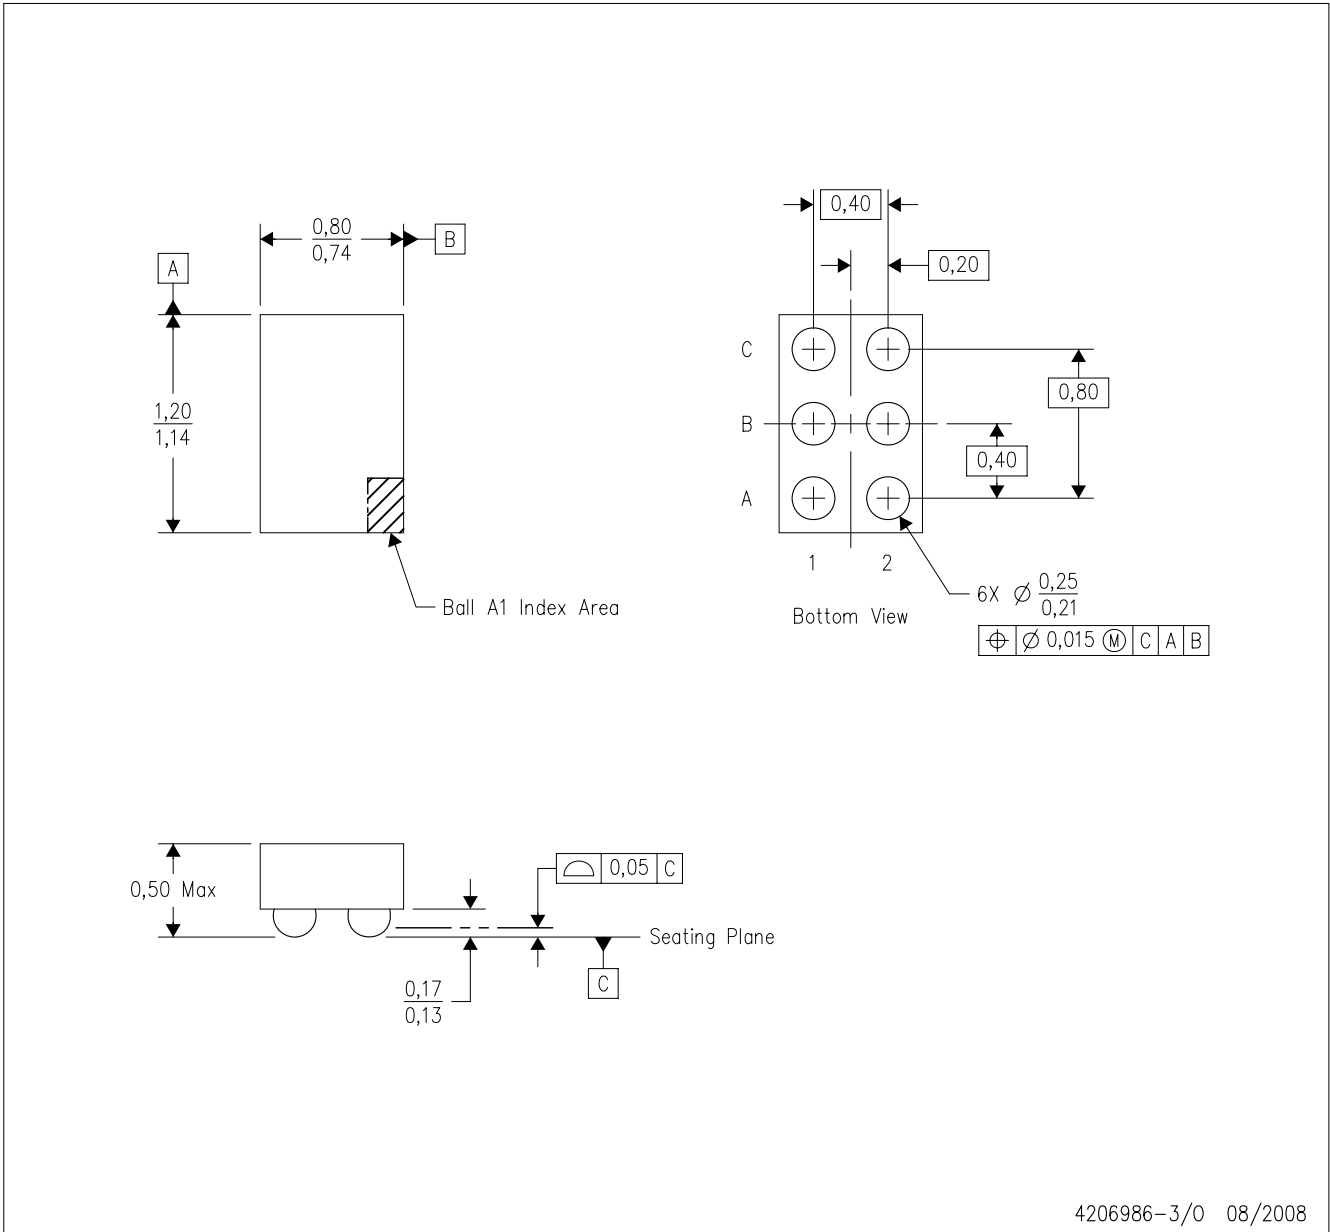 0,80
0,74
B
A
1,20
1,14
Ball A1 Index Area
0,40
0,20
C
B
A
0,80
0,40
1 2
Bottom View
6X Ø 0,25
0,21
⌖ Ø 0,015 Ⓜ C A B
0,50 Max
⌓ 0,05 C
Seating Plane
C
0,17
0,13
4206986-3/O 08/2008